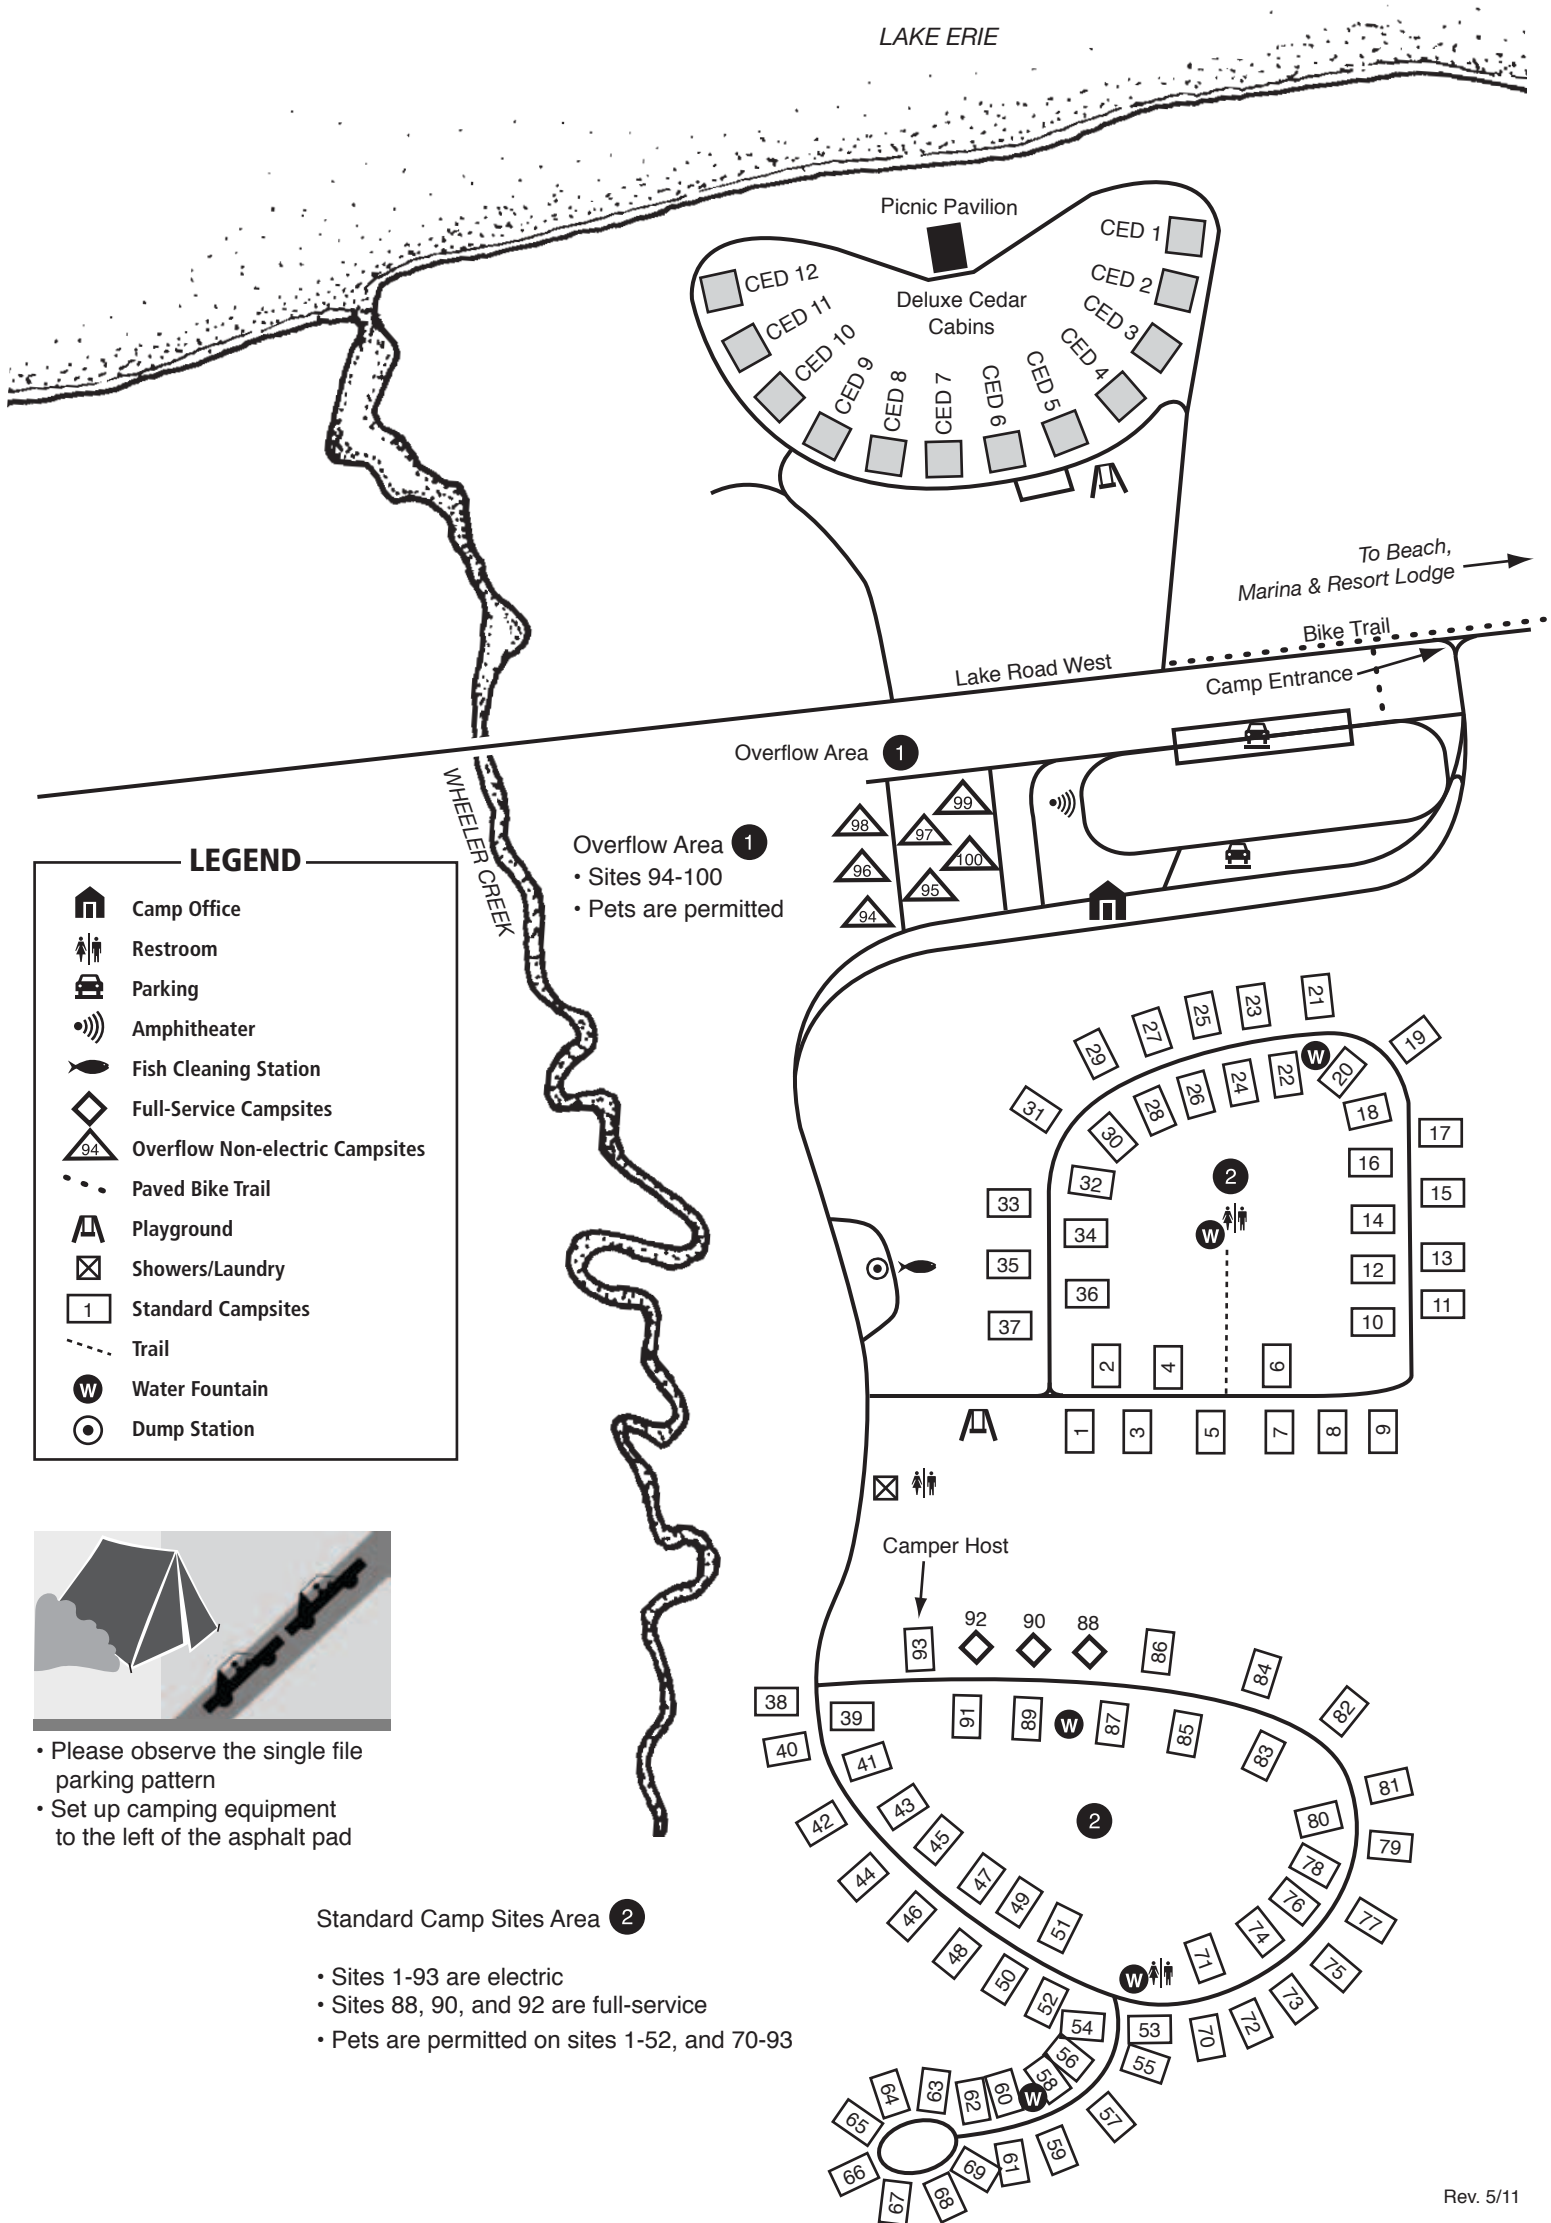 LAKE ERIE
Picnic Pavilion
Deluxe Cedar
Cabins
CED 1
CED 2
CED 3
CED 4
CED 5
CED 6
CED 7
CED 8
CED 9
CED 10
CED 11
CED 12
To Beach,
Marina & Resort Lodge
Bike Trail
Camp Entrance
Lake Road West
WHEELER CREEK
Overflow Area 1
99
98
97
100
96
95
94
Overflow Area 1
• Sites 94-100
• Pets are permitted
LEGEND
Camp Office
Restroom
Parking
Amphitheater
Fish Cleaning Station
Full-Service Campsites
94 Overflow Non-electric Campsites
Paved Bike Trail
Playground
Showers/Laundry
1 Standard Campsites
Trail
W Water Fountain
Dump Station
21
23
25
27
29
31
19
W
20
22
24
26
28
30
18
17
16
2
32
33
15
14
W
34
13
12
35
36
11
10
37
2
4
6
1
3
5
7
8
9
Camper Host
93
92
90
88
86
84
82
38
39
91
89
W
87
85
83
40
41
81
80
79
42
43
2
45
78
44
47
76
77
46
49
74
51
48
71
75
50
W
73
52
72
54
53
70
56
55
58
W
60
62
63
64
57
65
59
61
69
66
67
68
• Please observe the single file
parking pattern
• Set up camping equipment
to the left of the asphalt pad
Standard Camp Sites Area 2
• Sites 1-93 are electric
• Sites 88, 90, and 92 are full-service
• Pets are permitted on sites 1-52, and 70-93
Rev. 5/11